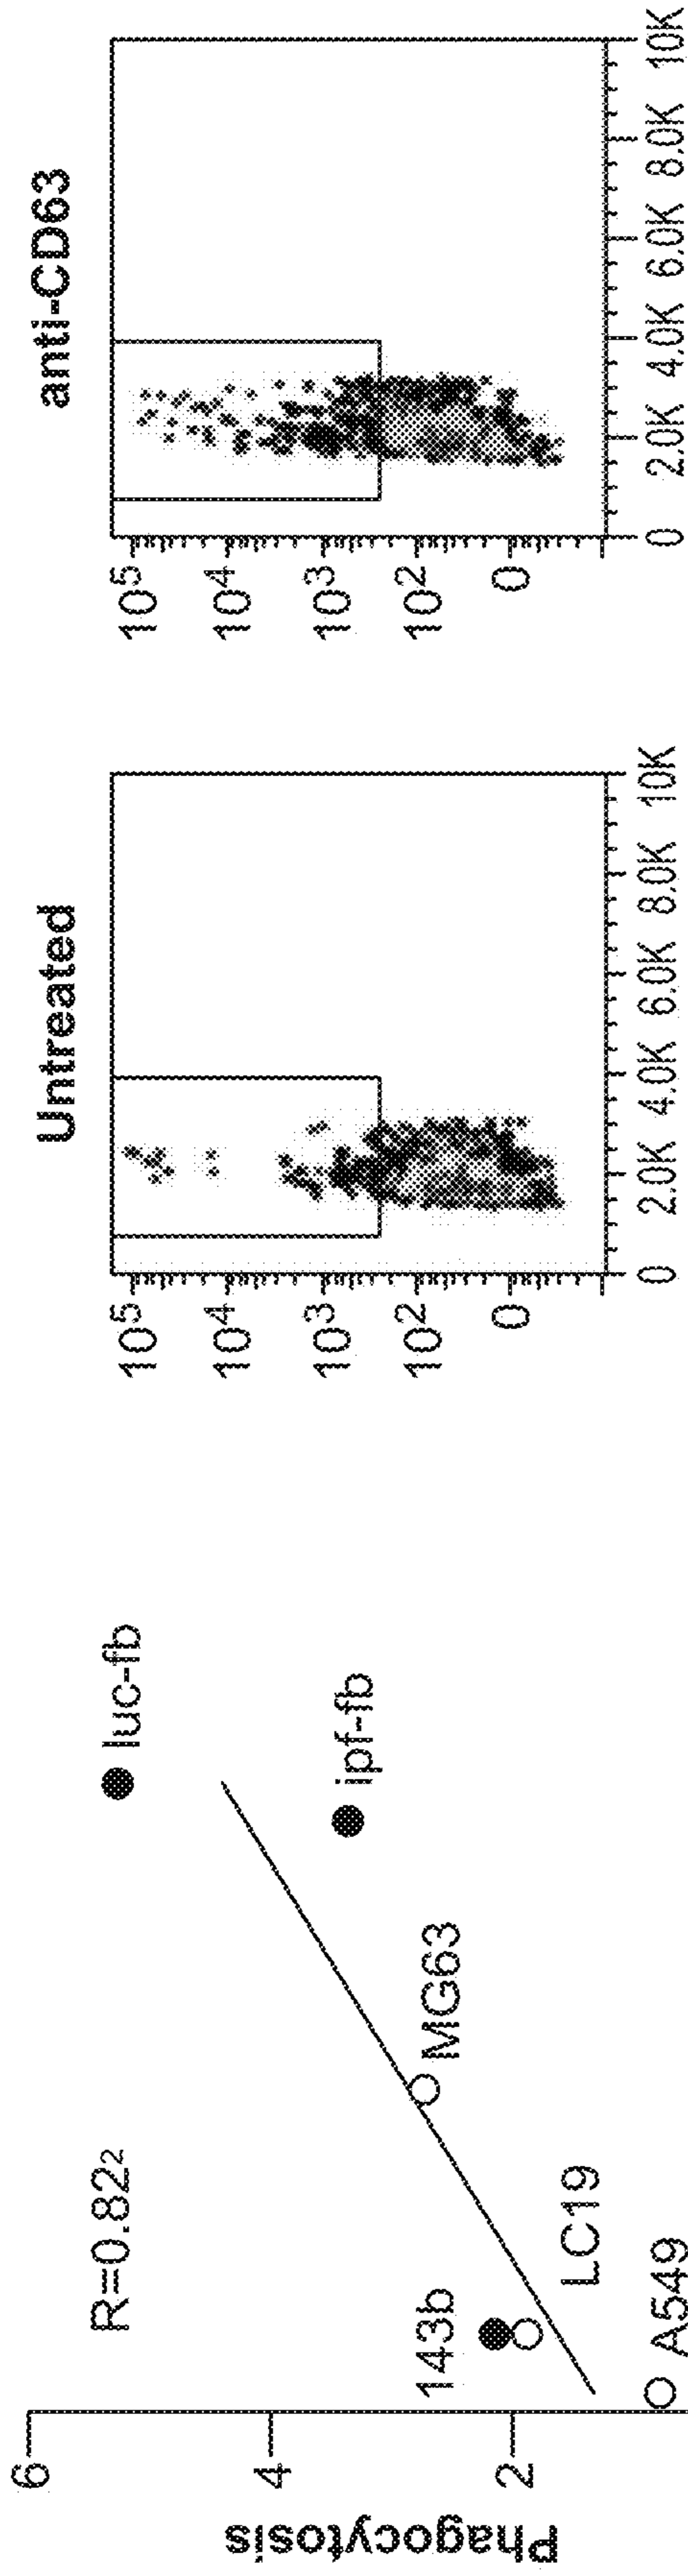 Phagocytosis
6
4
2
R=0.82₂
luc-fb
ipf-fb
MG63
143b
LC19
A549
Untreated
10⁵
10⁴
10³
10²
0
0 2.0K 4.0K 6.0K 8.0K 10K
anti-CD63
10⁵
10⁴
10³
10²
0
0 2.0K 4.0K 6.0K 8.0K 10K